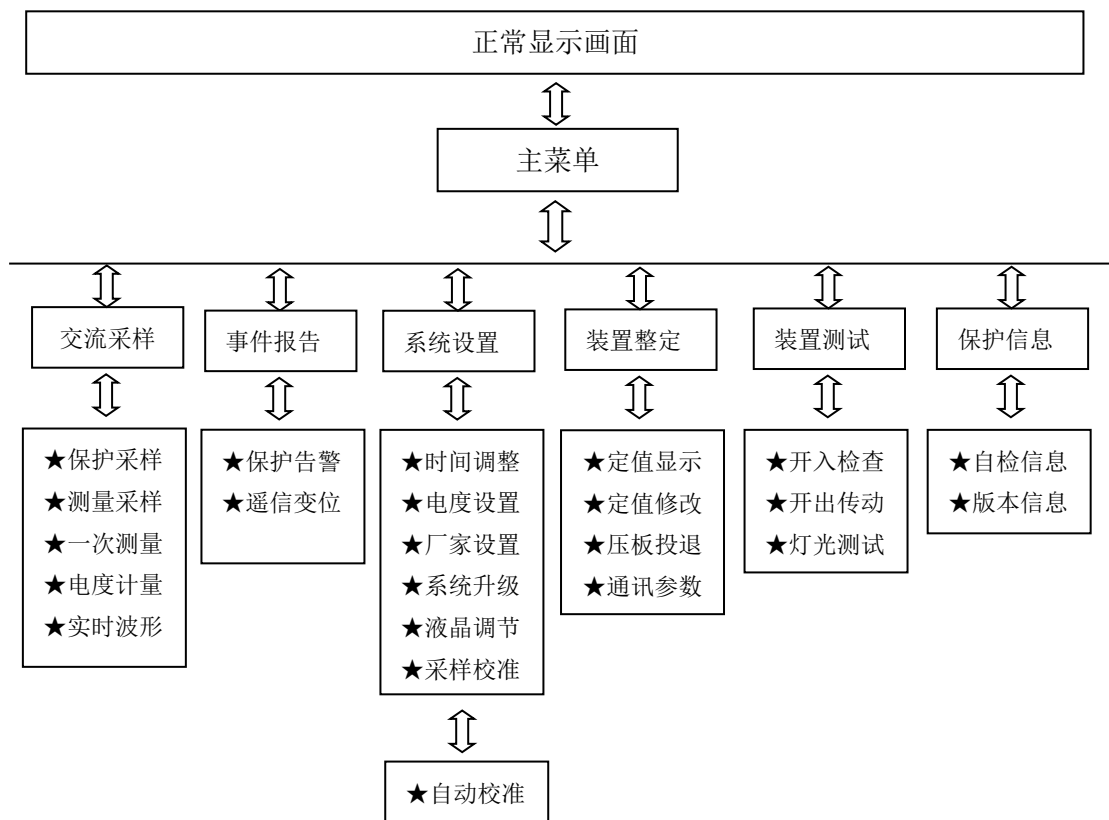 正常显示画面
主菜单
交流采样
事件报告
系统设置
装置整定
装置测试
保护信息
★保护采样
★测量采样
★一次测量
★电度计量
★实时波形
★保护告警
★遥信变位
★时间调整
★电度设置
★厂家设置
★系统升级
★液晶调节
★采样校准
★定值显示
★定值修改
★压板投退
★通讯参数
★开入检查
★开出传动
★灯光测试
★自检信息
★版本信息
★自动校准